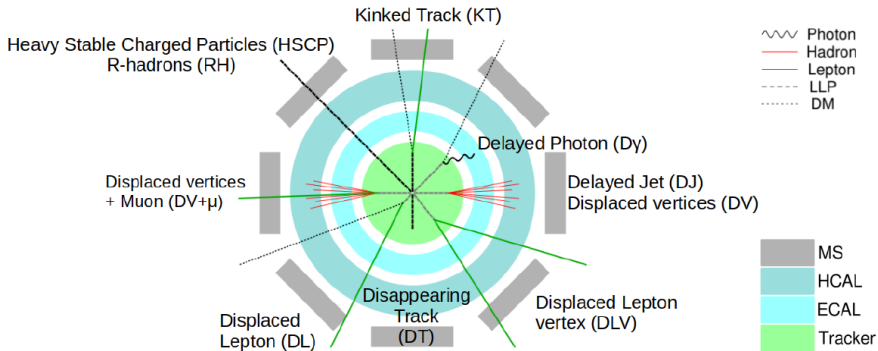 Kinked Track (KT)
Heavy Stable Charged Particles (HSCP)
R-hadrons (RH)
Photon
Hadron
Lepton
LLP
DM
Delayed Photon (Dγ)
Displaced vertices
+ Muon (DV+μ)
Delayed Jet (DJ)
Displaced vertices (DV)
Displaced
Lepton (DL)
Disappearing
Track
(DT)
Displaced Lepton
vertex (DLV)
MS
HCAL
ECAL
Tracker